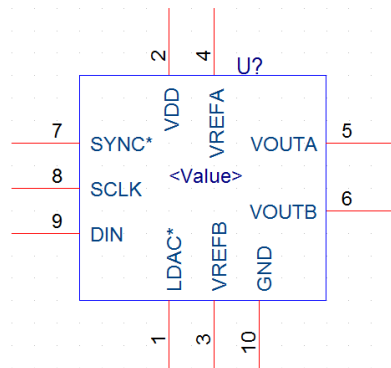 2
4
U?
VDD
VREFA
7
SYNC*
VOUTA
5
<Value>
8
SCLK
VOUTB
6
9
DIN
LDAC*
VREFB
GND
1
3
10